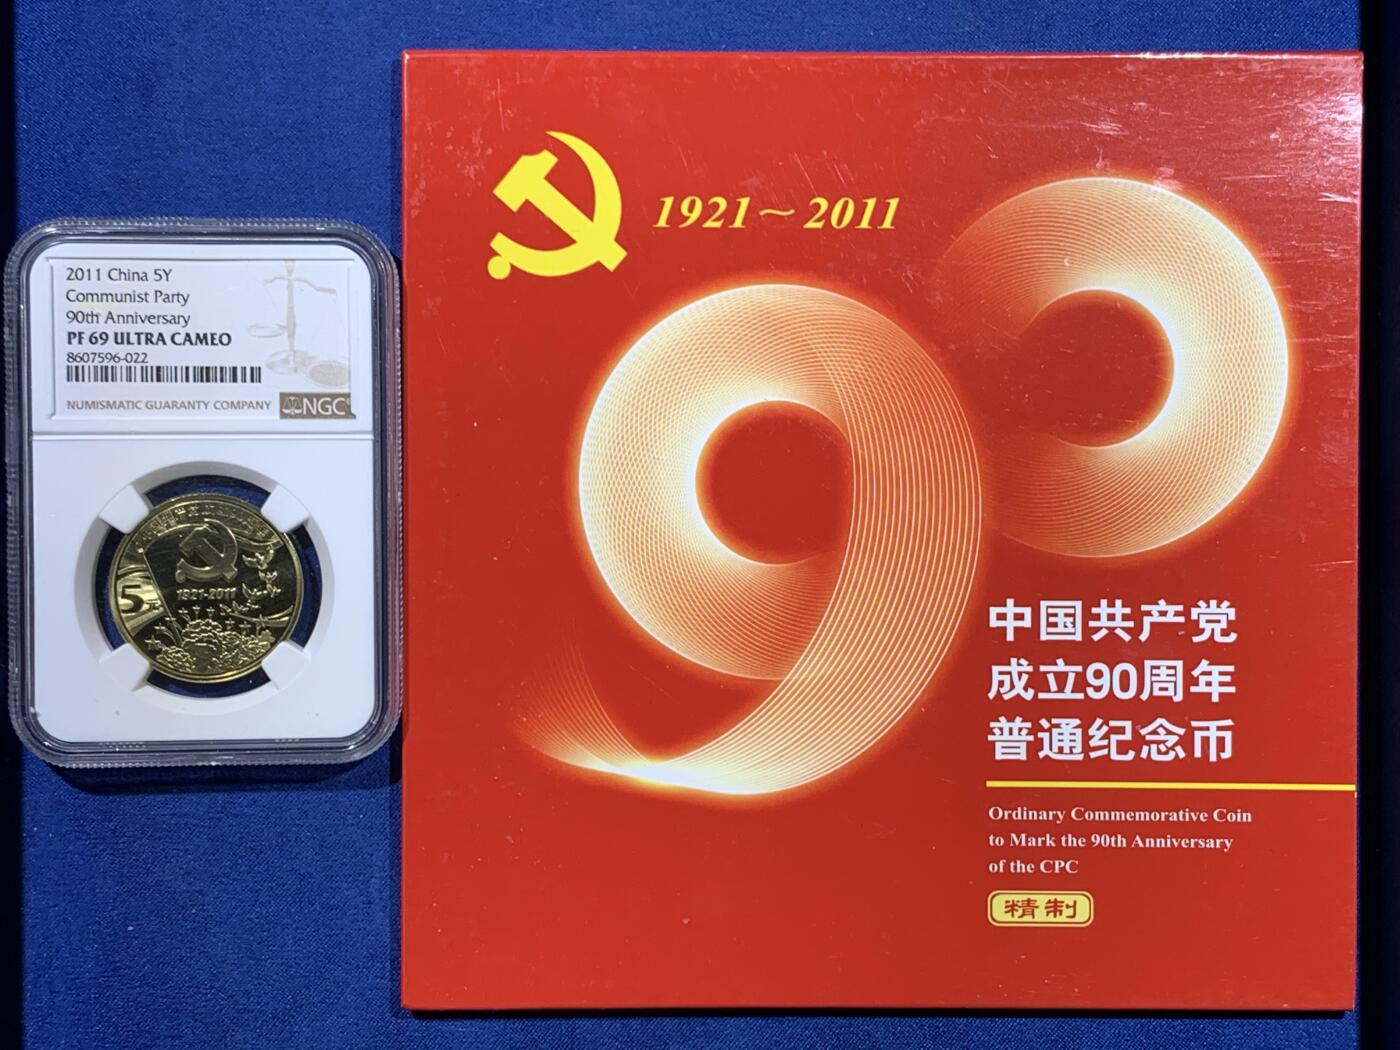 2011 China 5Y
Communist Party
90th Anniversary
PF 69 ULTRA CAMEO
8607596-022
NUMISMATIC GUARANTY COMPANY NGC
1921-2011
5元
1921～2011
90
中国共产党
成立90周年
普通纪念币
Ordinary Commemorative Coin
to Mark the 90th Anniversary
of the CPC
精制